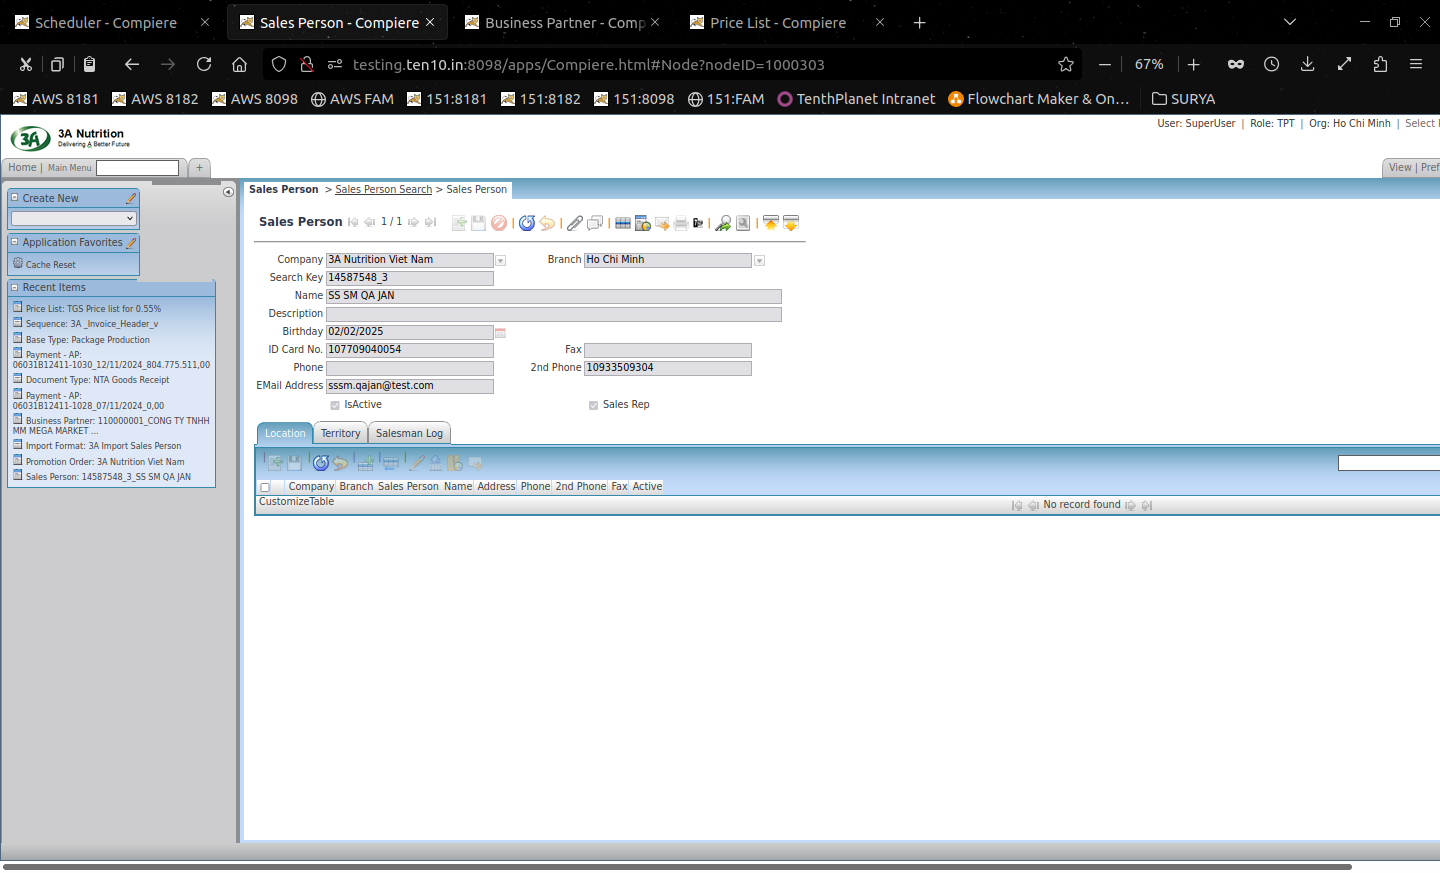 Scheduler - Compiere
Sales Person - Compiere
Business Partner - Comp
Price List - Compiere
testing.ten10.in:8098/apps/Compiere.html#Node?nodeID=1000303
67%
AWS 8181
AWS 8182
AWS 8098
AWS FAM
151:8181
151:8182
151:8098
151:FAM
TenthPlanet Intranet
Flowchart Maker & On…
SURYA
User: SuperUser | Role: TPT | Org: Ho Chi Minh | Select
3A
3A Nutrition
Delivering A Better Future
Home | Main Menu
+
View | Pref
Create New
Application Favorites
Cache Reset
Recent Items
Price List: TGS Price list for 0.55%
Sequence: 3A _Invoice_Header_v
Base Type: Package Production
Payment - AP:
06031B12411-1030_12/11/2024_804.775.511,00
Document Type: NTA Goods Receipt
Payment - AP:
06031B12411-1028_07/11/2024_0,00
Business Partner: 110000001_CONG TY TNHH
MM MEGA MARKET ...
Import Format: 3A Import Sales Person
Promotion Order: 3A Nutrition Viet Nam
Sales Person: 14587548_3_SS SM QA JAN
Sales Person > Sales Person Search > Sales Person
Sales Person 1 / 1
Company 3A Nutrition Viet Nam Branch Ho Chi Minh
Search Key 14587548_3
Name SS SM QA JAN
Description
Birthday 02/02/2025
ID Card No. 107709040054 Fax
Phone 2nd Phone 10933509304
EMail Address sssm.qajan@test.com
IsActive Sales Rep
Location Territory Salesman Log
Company Branch Sales Person Name Address Phone 2nd Phone Fax Active
CustomizeTable
No record found